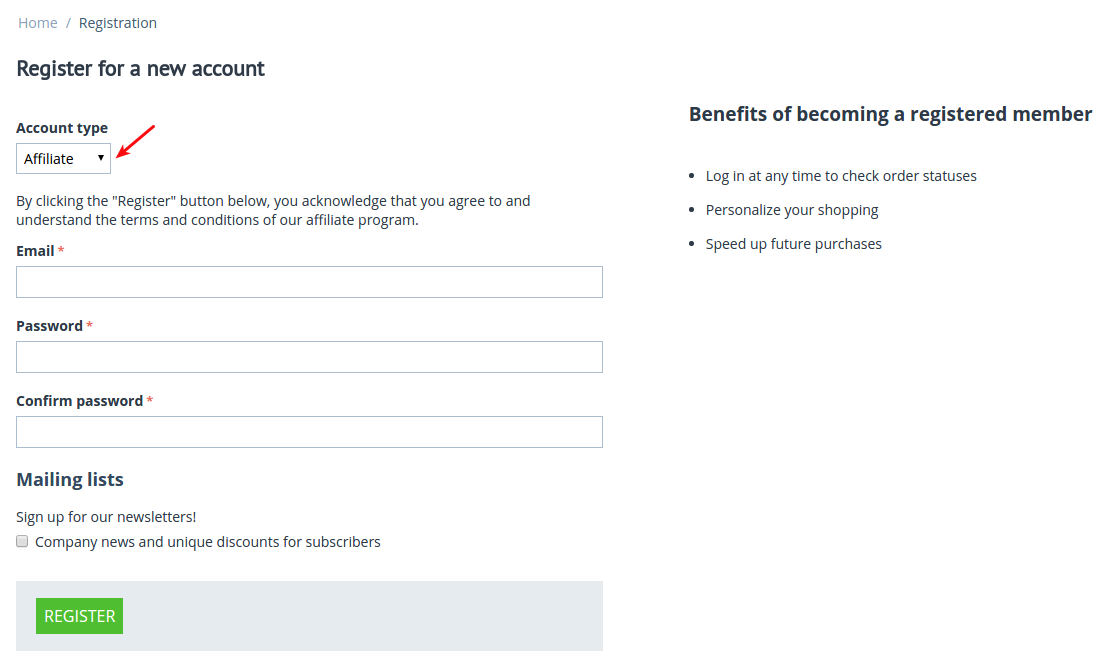 Home / Registration
Register for a new account
Account type
Affiliate
By clicking the "Register" button below, you acknowledge that you agree to and
understand the terms and conditions of our affiliate program.
Email *
Password *
Confirm password *
Mailing lists
Sign up for our newsletters!
Company news and unique discounts for subscribers
REGISTER
Benefits of becoming a registered member
• Log in at any time to check order statuses
• Personalize your shopping
• Speed up future purchases